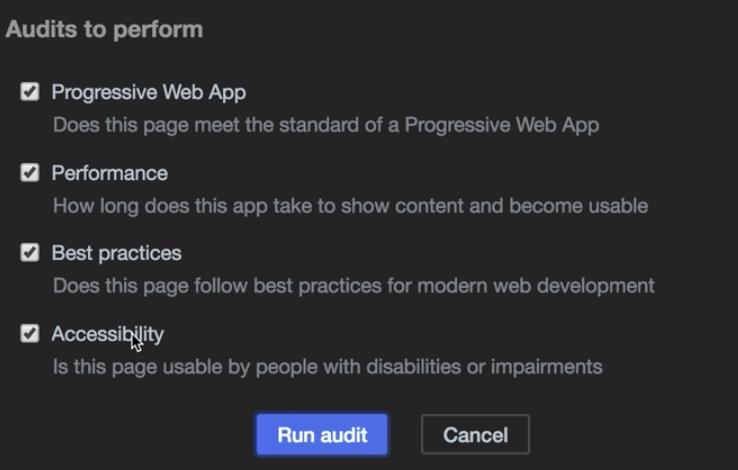 Audits to perform
Progressive Web App
Does this page meet the standard of a Progressive Web App
Performance
How long does this app take to show content and become usable
Best practices
Does this page follow best practices for modern web development
Accessibility
Is this page usable by people with disabilities or impairments
Run audit
Cancel